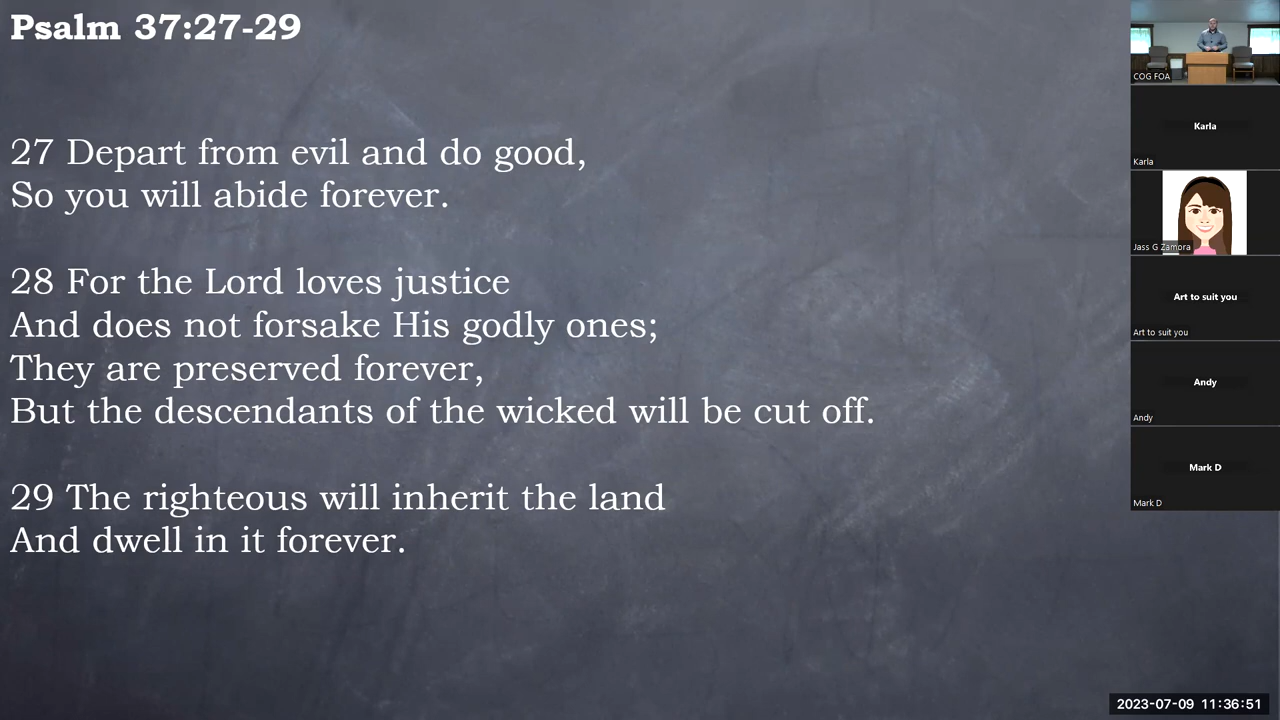 Psalm 37:27-29
27 Depart from evil and do good,
So you will abide forever.
28 For the Lord loves justice
And does not forsake His godly ones;
They are preserved forever,
But the descendants of the wicked will be cut off.
29 The righteous will inherit the land
And dwell in it forever.
COG FOA
Karla
Karla
Jass G Zamora
Art to suit you
Art to suit you
Andy
Andy
Mark D
Mark D
2023-07-09 11:36:51